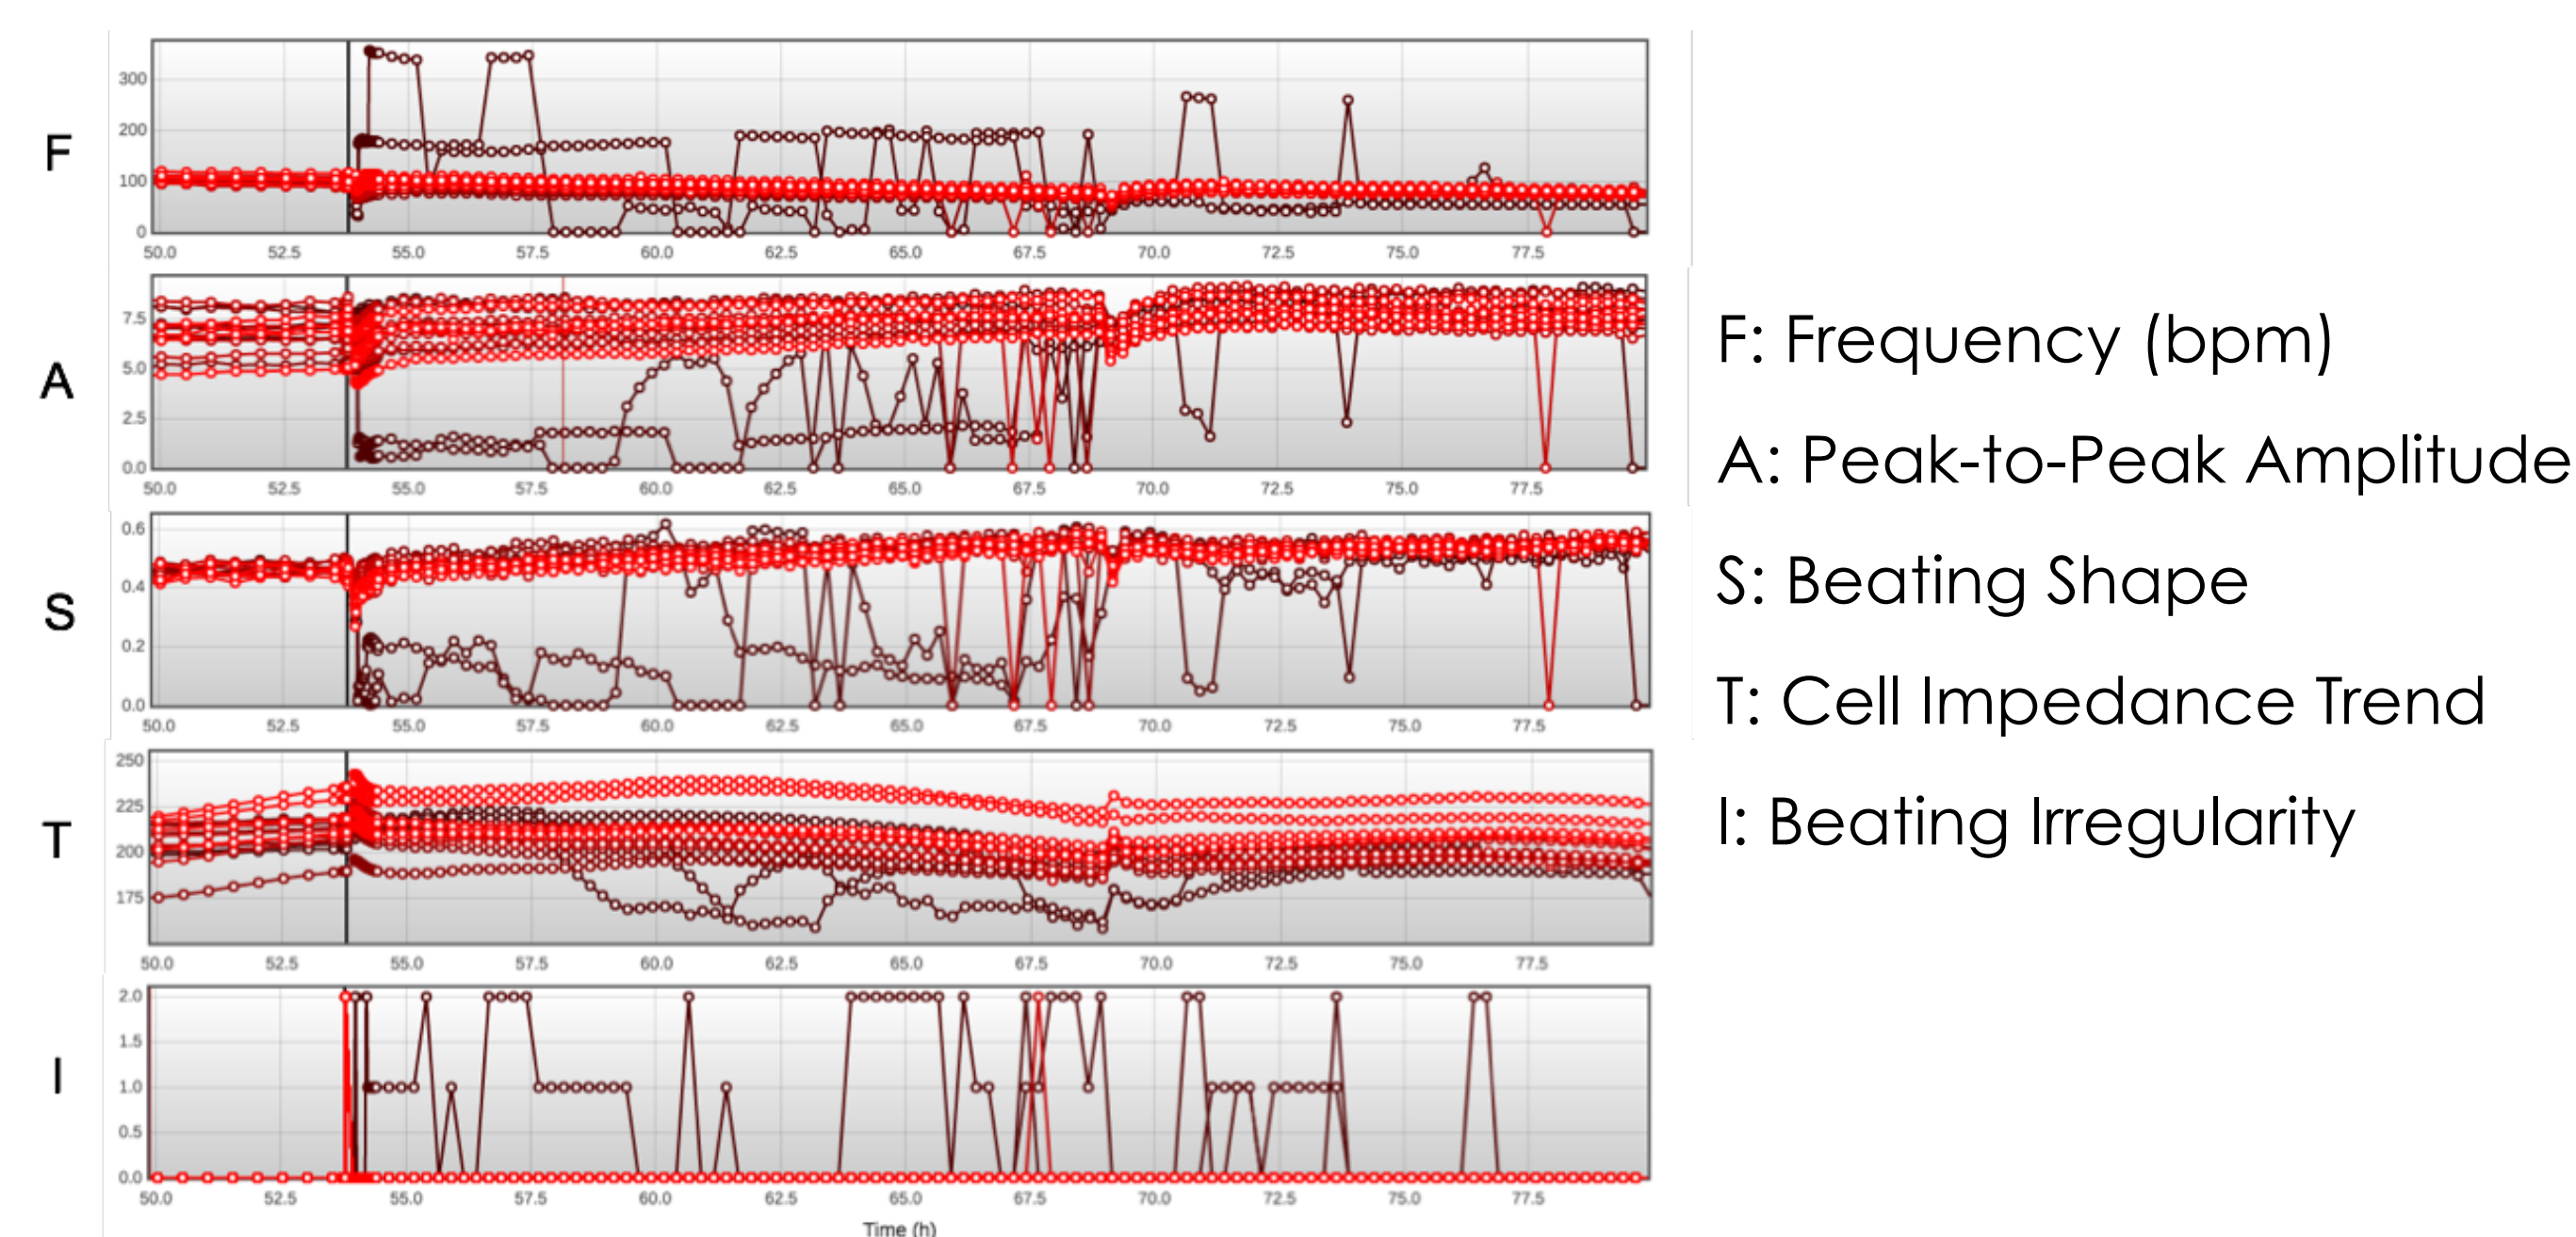 F
300
200
100
0
50.0 52.5 55.0 57.5 60.0 62.5 65.0 67.5 70.0 72.5 75.0 77.5
A
7.5
5.0
2.5
0.0
50.0 52.5 55.0 57.5 60.0 62.5 65.0 67.5 70.0 72.5 75.0 77.5
S
0.6
0.4
0.2
0.0
50.0 52.5 55.0 57.5 60.0 62.5 65.0 67.5 70.0 72.5 75.0 77.5
T
250
225
200
175
50.0 52.5 55.0 57.5 60.0 62.5 65.0 67.5 70.0 72.5 75.0 77.5
I
2.0
1.5
1.0
0.5
0.0
50.0 52.5 55.0 57.5 60.0 62.5 65.0 67.5 70.0 72.5 75.0 77.5
Time (h)
F: Frequency (bpm)
A: Peak-to-Peak Amplitude
S: Beating Shape
T: Cell Impedance Trend
I: Beating Irregularity